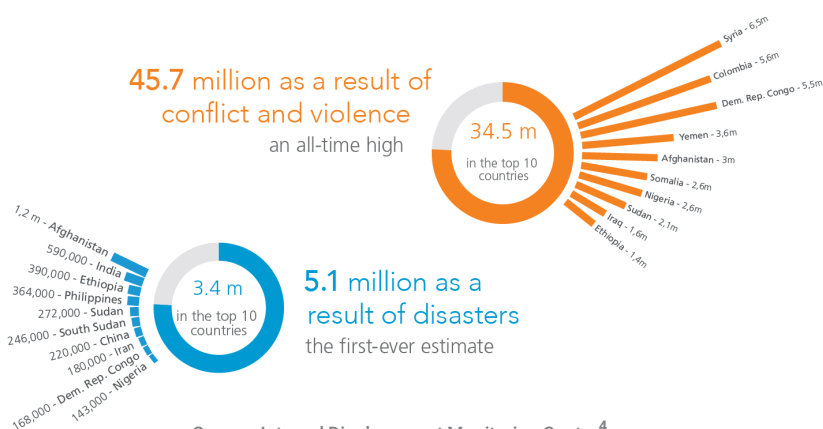 45.7 million as a result of
conflict and violence
an all-time high
34.5 m
in the top 10
countries
Syria - 6,5m
Colombia - 5,6m
Dem. Rep. Congo - 5,5m
Yemen - 3,6m
Afghanistan - 3m
Somalia - 2,6m
Nigeria - 2,6m
Sudan - 2,1m
Iraq - 1,6m
Ethiopia - 1,4m
1,2 m - Afghanistan
590,000 - India
390,000 - Ethiopia
364,000 - Philippines
272,000 - Sudan
246,000 - South Sudan
220,000 - China
180,000 - Iran
168,000 - Dem. Rep. Congo
143,000 - Nigeria
3.4 m
in the top 10
countries
5.1 million as a
result of disasters
the first-ever estimate
4